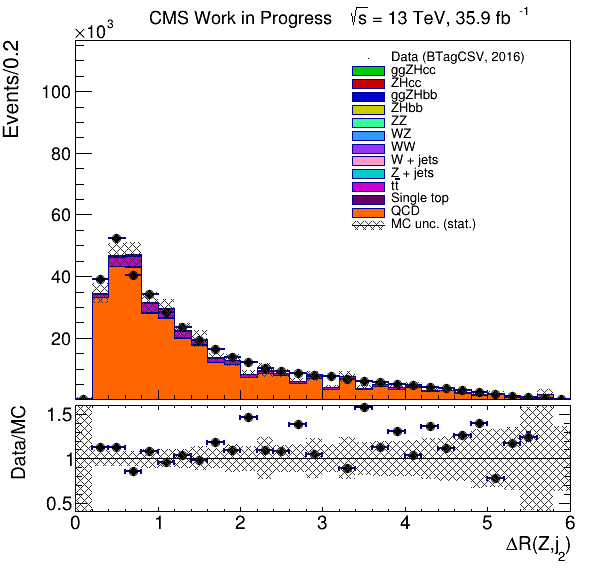 CMS Work in Progress √s = 13 TeV, 35.9 fb⁻¹
×10³
Events/0.2
100
80
60
40
20
Data (BTagCSV, 2016)
ggZHcc
ZHcc
ggZHbb
ZHbb
ZZ
WZ
WW
W + jets
Z + jets
tt̅
Single top
QCD
MC unc. (stat.)
Data/MC
1.5
1
0.5
0 1 2 3 4 5 6
ΔR(Z,j₂)